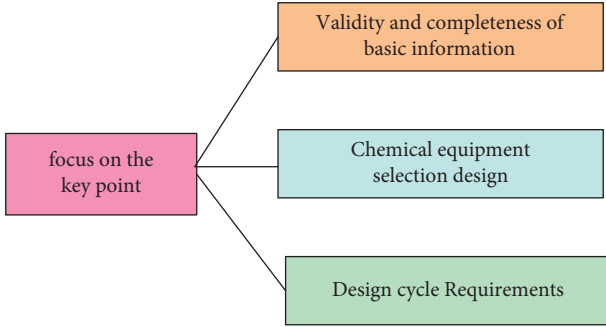 Validity and completeness of
basic information
focus on the
key point
Chemical equipment
selection design
Design cycle Requirements